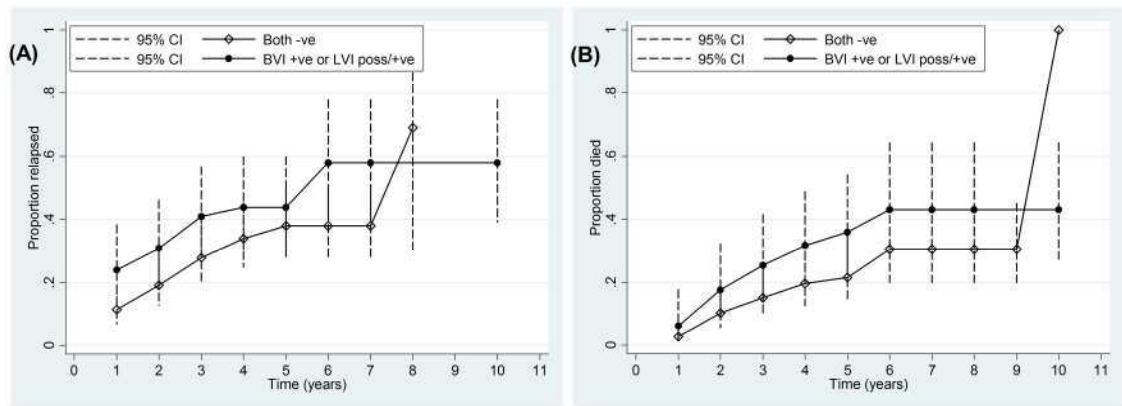 (A)
95% CI Both -ve
95% CI BVI +ve or LVI poss/+ve
Proportion relapsed
1
.8
.6
.4
.2
0
0 1 2 3 4 5 6 7 8 9 10 11
Time (years)
(B)
95% CI Both -ve
95% CI BVI +ve or LVI poss/+ve
Proportion died
1
.8
.6
.4
.2
0
0 1 2 3 4 5 6 7 8 9 10 11
Time (years)